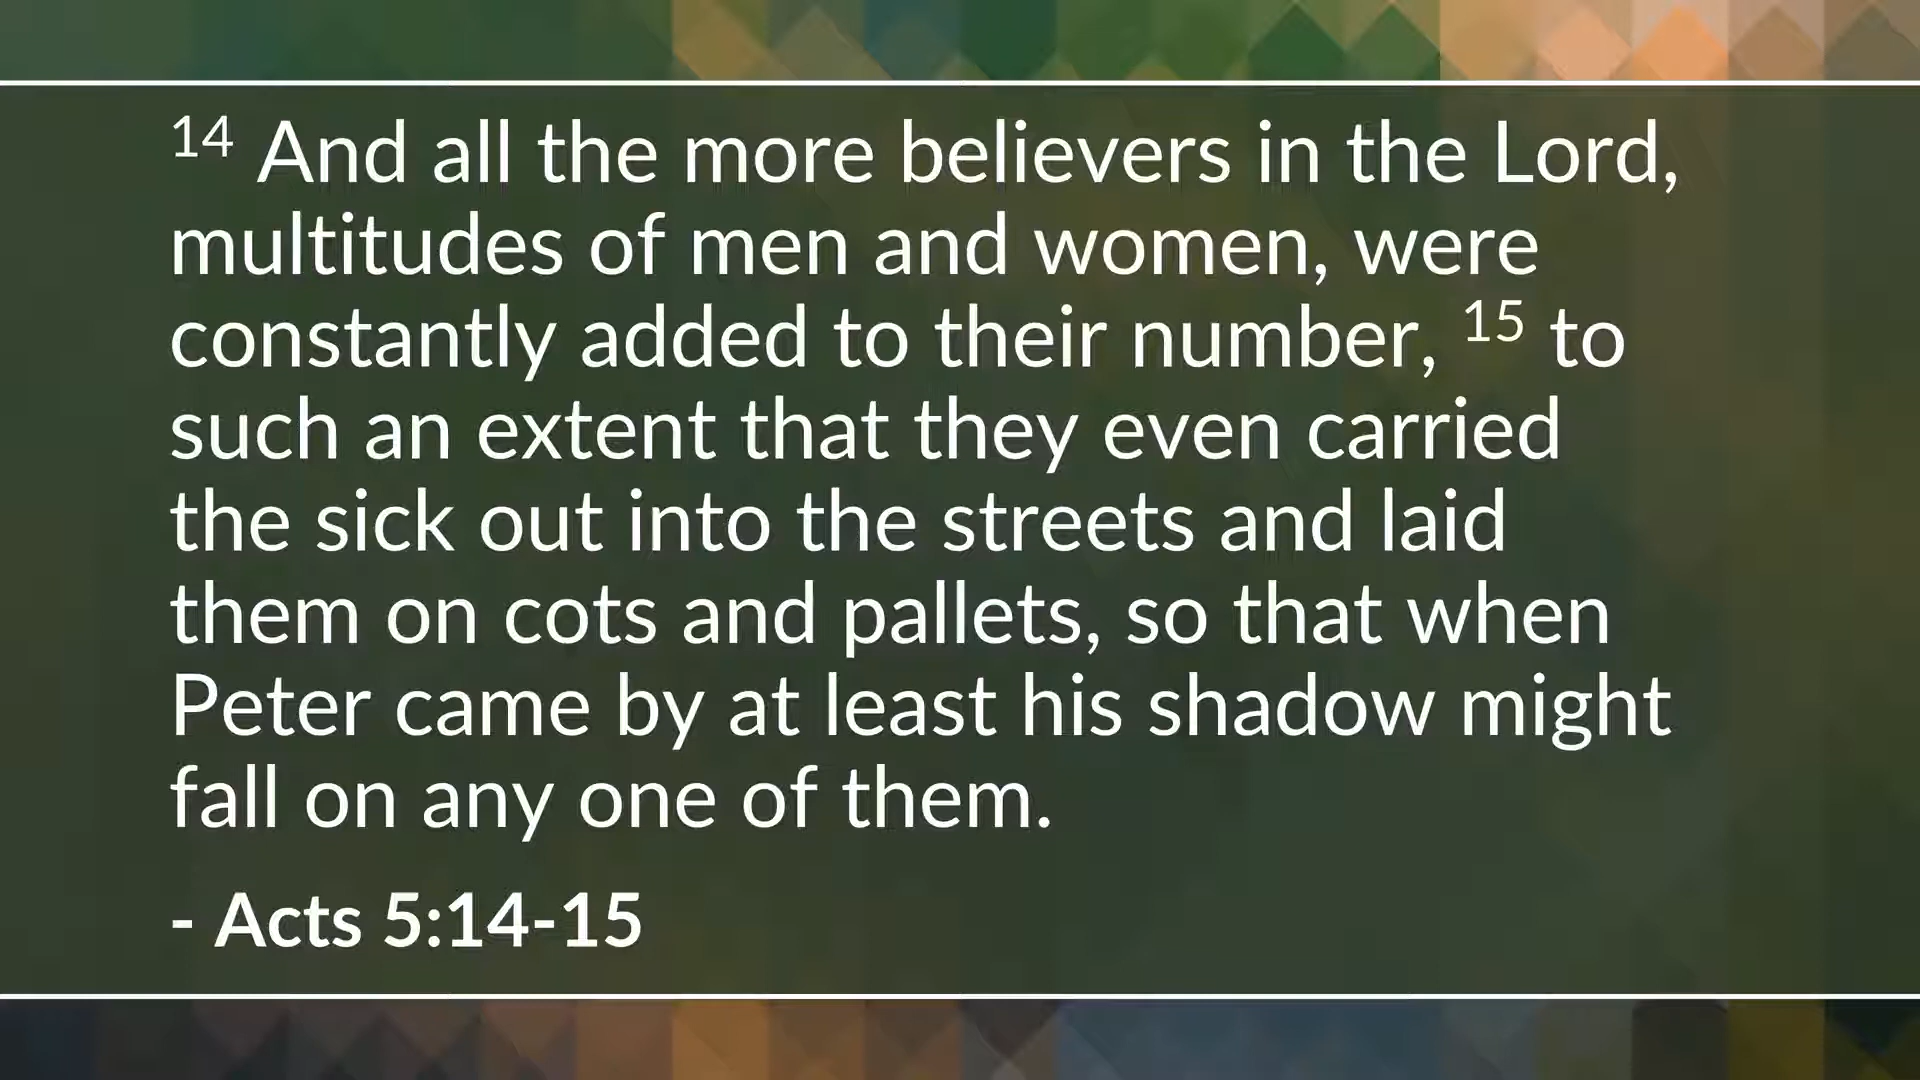 14 And all the more believers in the Lord,
multitudes of men and women, were
constantly added to their number, 15 to
such an extent that they even carried
the sick out into the streets and laid
them on cots and pallets, so that when
Peter came by at least his shadow might
fall on any one of them.
- Acts 5:14-15